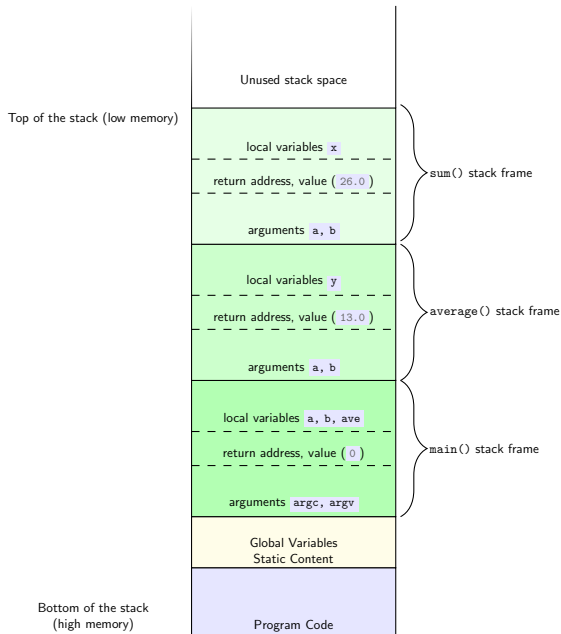 Unused stack space
Top of the stack (low memory)
local variables x
return address, value (26.0)
sum() stack frame
arguments a, b
local variables y
return address, value (13.0)
average() stack frame
arguments a, b
local variables a, b, ave
return address, value (0)
main() stack frame
arguments argc, argv
Global Variables
Static Content
Bottom of the stack
(high memory)
Program Code